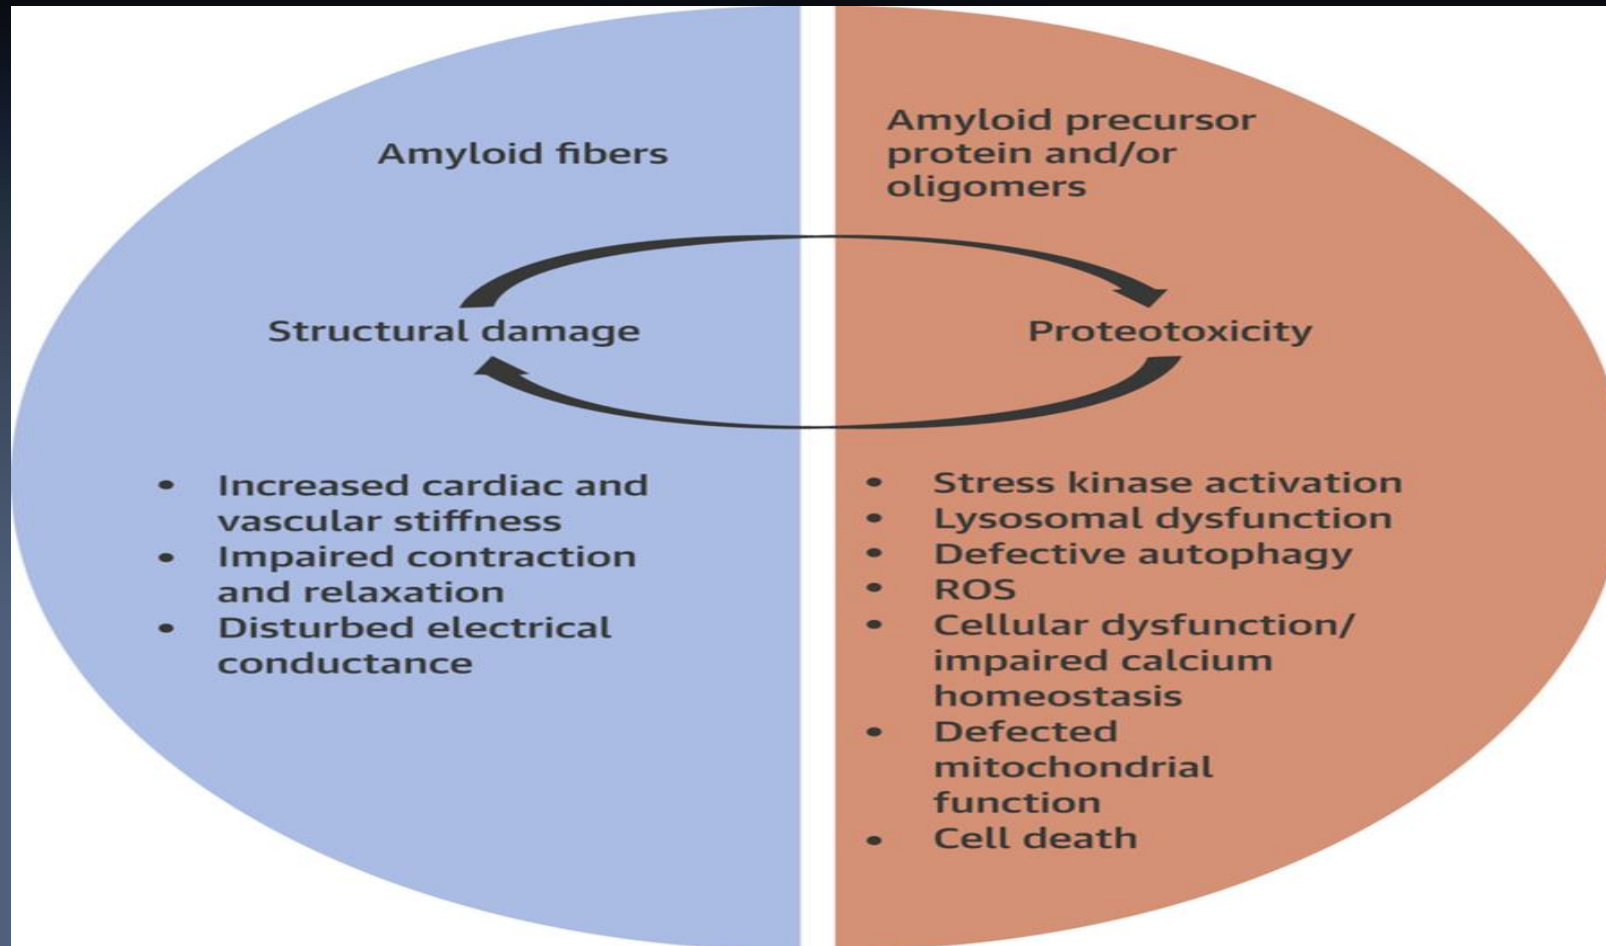 Amyloid fibers
Structural damage
• Increased cardiac and
vascular stiffness
• Impaired contraction
and relaxation
• Disturbed electrical
conductance
Amyloid precursor
protein and/or
oligomers
Proteotoxicity
• Stress kinase activation
• Lysosomal dysfunction
• Defective autophagy
• ROS
• Cellular dysfunction/
impaired calcium
homeostasis
• Defected
mitochondrial
function
• Cell death